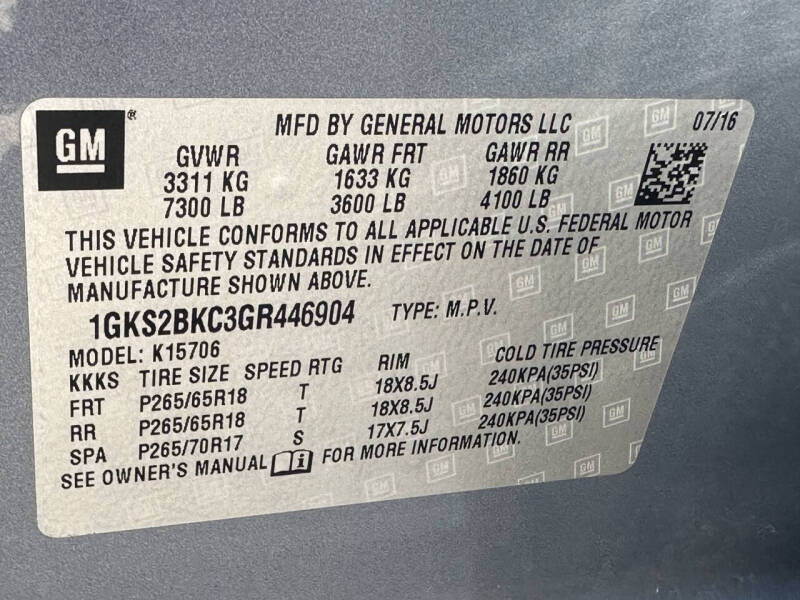 GM ® MFD BY GENERAL MOTORS LLC 07/16
GVWR GAWR FRT GAWR RR
3311 KG 1633 KG 1860 KG
7300 LB 3600 LB 4100 LB
THIS VEHICLE CONFORMS TO ALL APPLICABLE U.S. FEDERAL MOTOR
VEHICLE SAFETY STANDARDS IN EFFECT ON THE DATE OF
MANUFACTURE SHOWN ABOVE.
1GKS2BKC3GR446904 TYPE: M.P.V.
MODEL: K15706
KKKS TIRE SIZE SPEED RTG RIM COLD TIRE PRESSURE
FRT P265/65R18 T 18X8.5J 240KPA(35PSI)
RR P265/65R18 T 18X8.5J 240KPA(35PSI)
SPA P265/70R17 S 17X7.5J 240KPA(35PSI)
SEE OWNER'S MANUAL i FOR MORE INFORMATION.